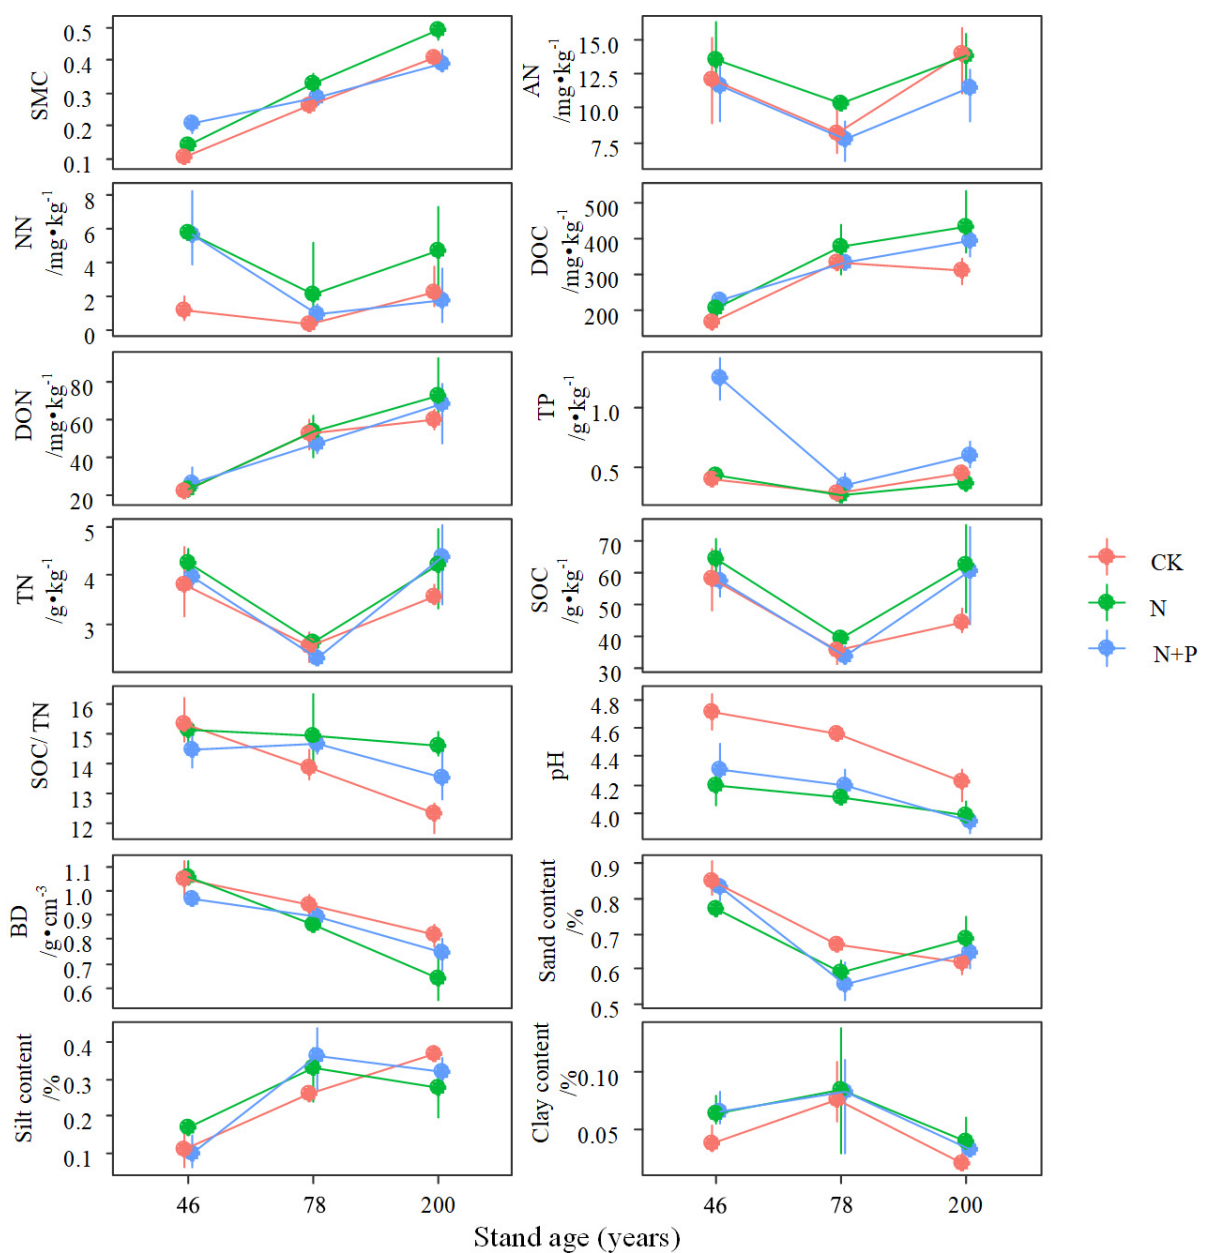 SMC
0.5
0.4
0.3
0.2
0.1
AN
/mg•kg-1
15.0
12.5
10.0
7.5
NN
/mg•kg-1
8
6
4
2
0
DOC
/mg•kg-1
500
400
300
200
DON
/mg•kg-1
80
60
40
20
TP
/g•kg-1
1.0
0.5
TN
/g•kg-1
5
4
3
SOC
/g•kg-1
70
60
50
40
30
CK
N
N+P
SOC/TN
16
15
14
13
12
pH
4.8
4.6
4.4
4.2
4.0
BD
/g•cm-3
1.1
1.0
0.9
0.8
0.7
0.6
Sand content
/%
0.9
0.8
0.7
0.6
0.5
Silt content
/%
0.4
0.3
0.2
0.1
Clay content
/%
0.10
0.05
46 78 200
46 78 200
Stand age (years)